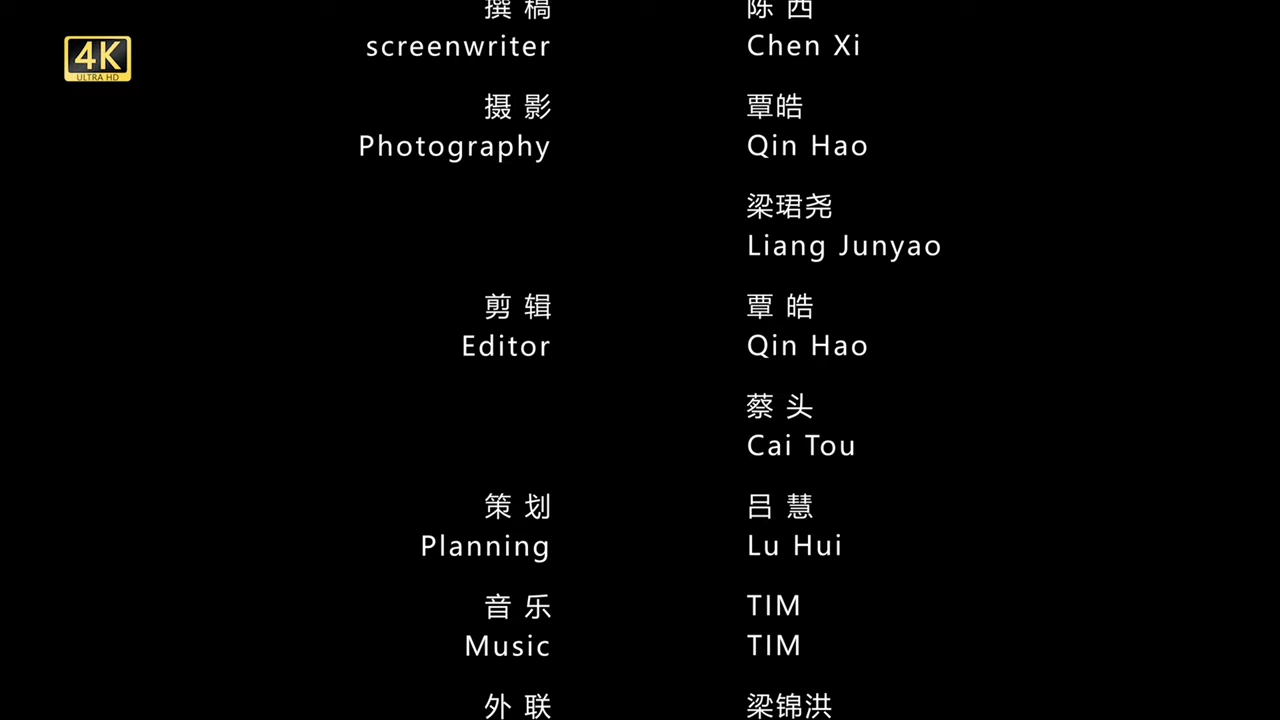 4K
ULTRA HD
撰 稿 陈 西
screenwriter Chen Xi
摄 影 覃皓
Photography Qin Hao
梁珺尧
Liang Junyao
剪 辑 覃 皓
Editor Qin Hao
蔡 头
Cai Tou
策 划 吕 慧
Planning Lu Hui
音 乐 TIM
Music TIM
外 联 梁锦洪